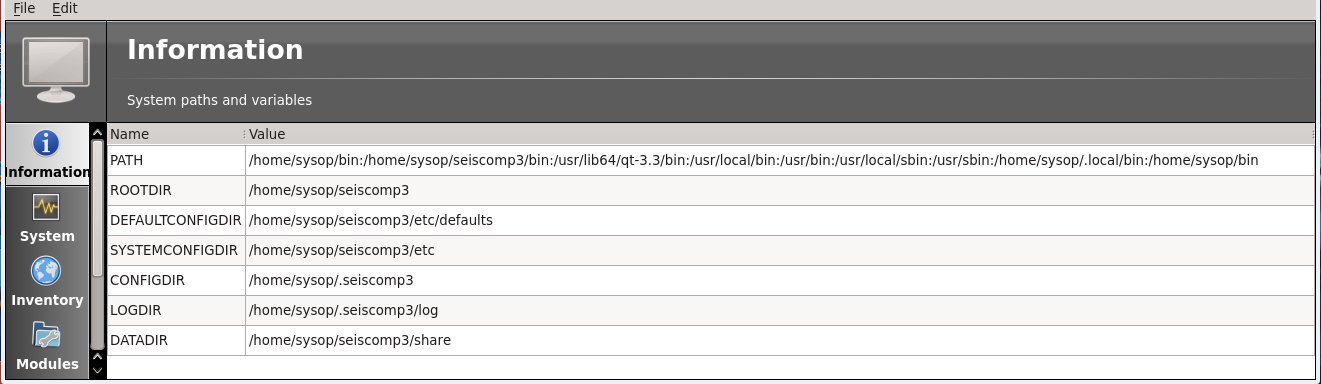 File Edit
Information
System paths and variables
Information
System
Inventory
Modules
Name Value
PATH /home/sysop/bin:/home/sysop/seiscomp3/bin:/usr/lib64/qt-3.3/bin:/usr/local/bin:/usr/bin:/usr/local/sbin:/usr/sbin:/home/sysop/.local/bin:/home/sysop/bin
ROOTDIR /home/sysop/seiscomp3
DEFAULTCONFIGDIR /home/sysop/seiscomp3/etc/defaults
SYSTEMCONFIGDIR /home/sysop/seiscomp3/etc
CONFIGDIR /home/sysop/.seiscomp3
LOGDIR /home/sysop/.seiscomp3/log
DATADIR /home/sysop/seiscomp3/share